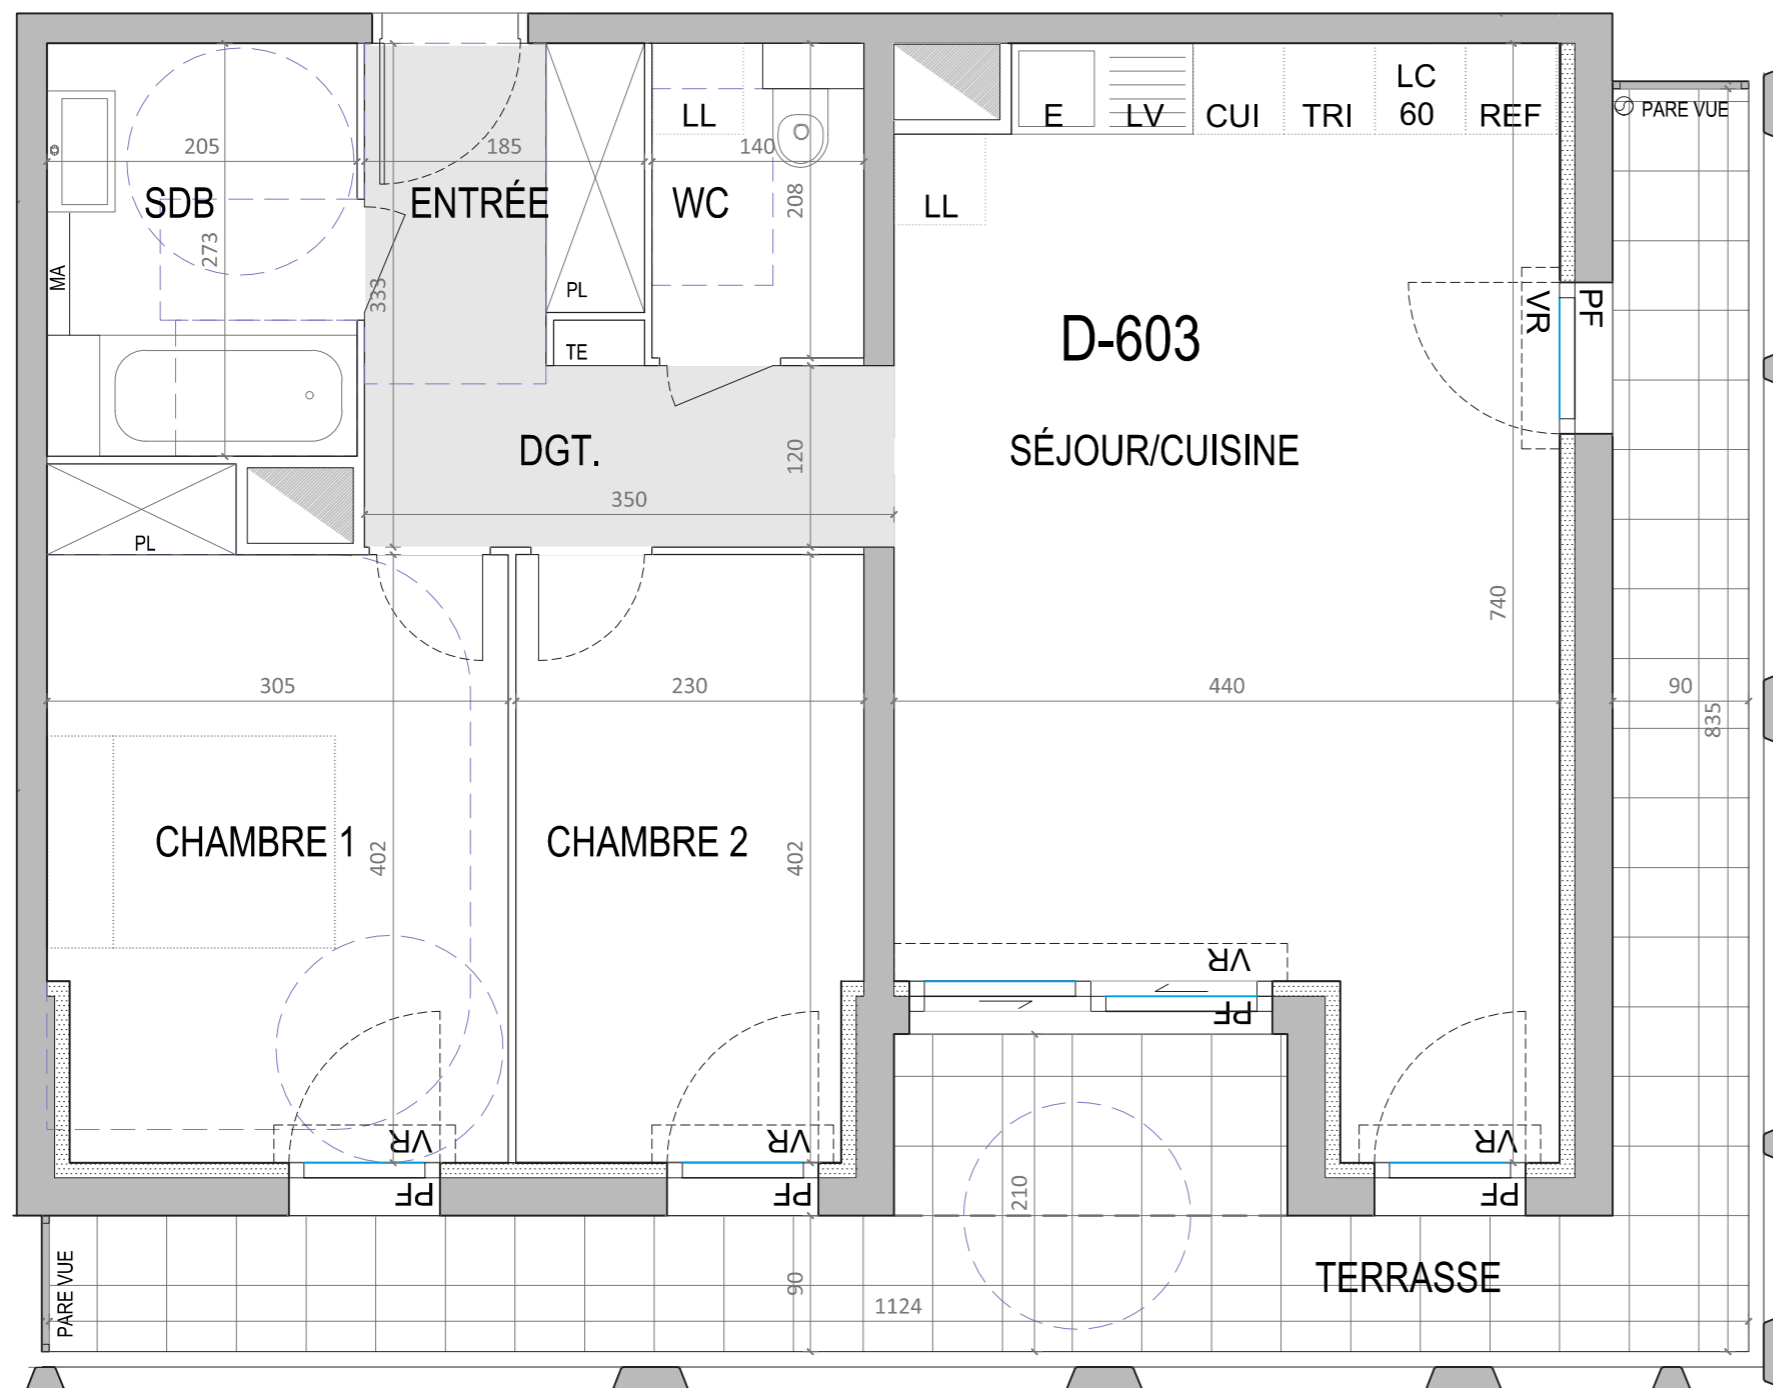 LL
E
LV
CUI
TRI
LC
60
REF
PARE VUE
205
185
140
SDB
ENTRÉE
WC
208
LL
273
MA
333
PL
TE
VR
PF
D-603
DGT.
120
SÉJOUR/CUISINE
350
PL
740
305
230
440
90
835
CHAMBRE 1
402
CHAMBRE 2
402
VR
PF
VR
PF
VR
PF
VR
PF
210
PARE VUE
90
1124
TERRASSE